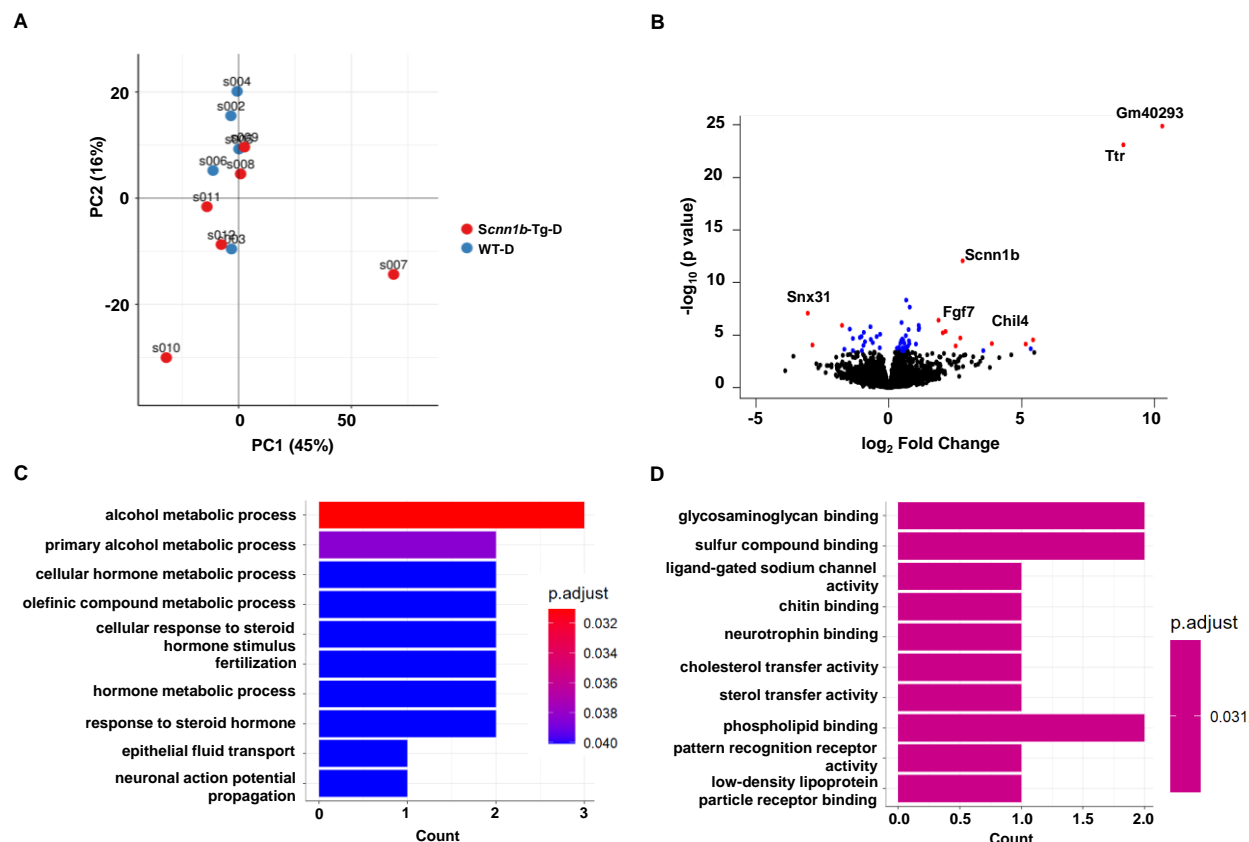 A
s004
s002
s009
s008
s006
s011
s012
s003
s007
s010
20
0
-20
0
50
PC2 (16%)
PC1 (45%)
Scnn1b-Tg-D
WT-D
B
Gm40293
Ttr
Scnn1b
Snx31
Fgf7
Chil4
25
20
15
10
5
0
-5
0
5
10
-log10 (p value)
log2 Fold Change
C
alcohol metabolic process
primary alcohol metabolic process
cellular hormone metabolic process
olefinic compound metabolic process
cellular response to steroid
hormone stimulus
fertilization
hormone metabolic process
response to steroid hormone
epithelial fluid transport
neuronal action potential
propagation
0
1
2
3
Count
p.adjust
0.032
0.034
0.036
0.038
0.040
D
glycosaminoglycan binding
sulfur compound binding
ligand-gated sodium channel
activity
chitin binding
neurotrophin binding
cholesterol transfer activity
sterol transfer activity
phospholipid binding
pattern recognition receptor
activity
low-density lipoprotein
particle receptor binding
0.0
0.5
1.0
1.5
2.0
Count
p.adjust
0.031